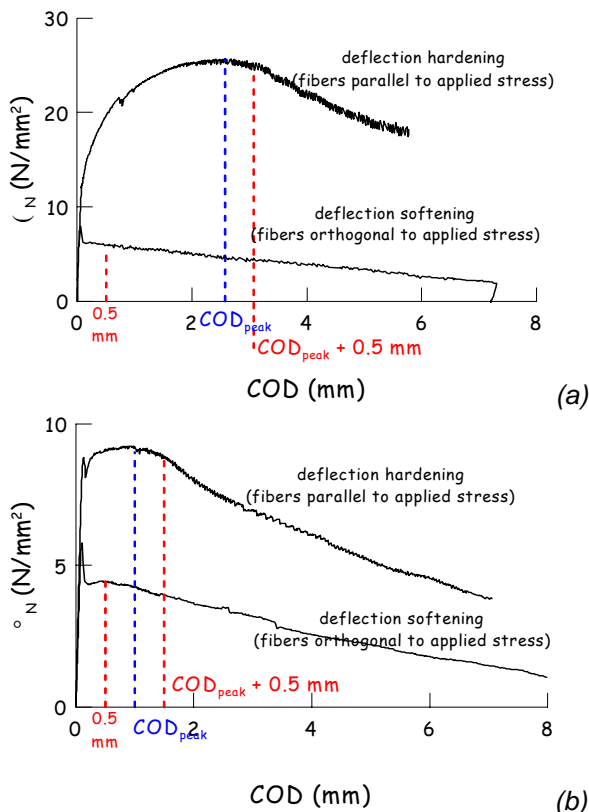 30
deflection hardening
(fibers parallel to applied stress)
20
( N (N/mm²)
10
deflection softening
(fibers orthogonal to applied stress)
0
0 0.5 mm 2 4 6 8
CODpeak
CODpeak + 0.5 mm
COD (mm)
(a)
10
deflection hardening
(fibers parallel to applied stress)
5
° N (N/mm²)
deflection softening
(fibers orthogonal to applied stress)
CODpeak + 0.5 mm
0
0 0.5 mm 2 4 6 8
CODpeak
COD (mm)
(b)